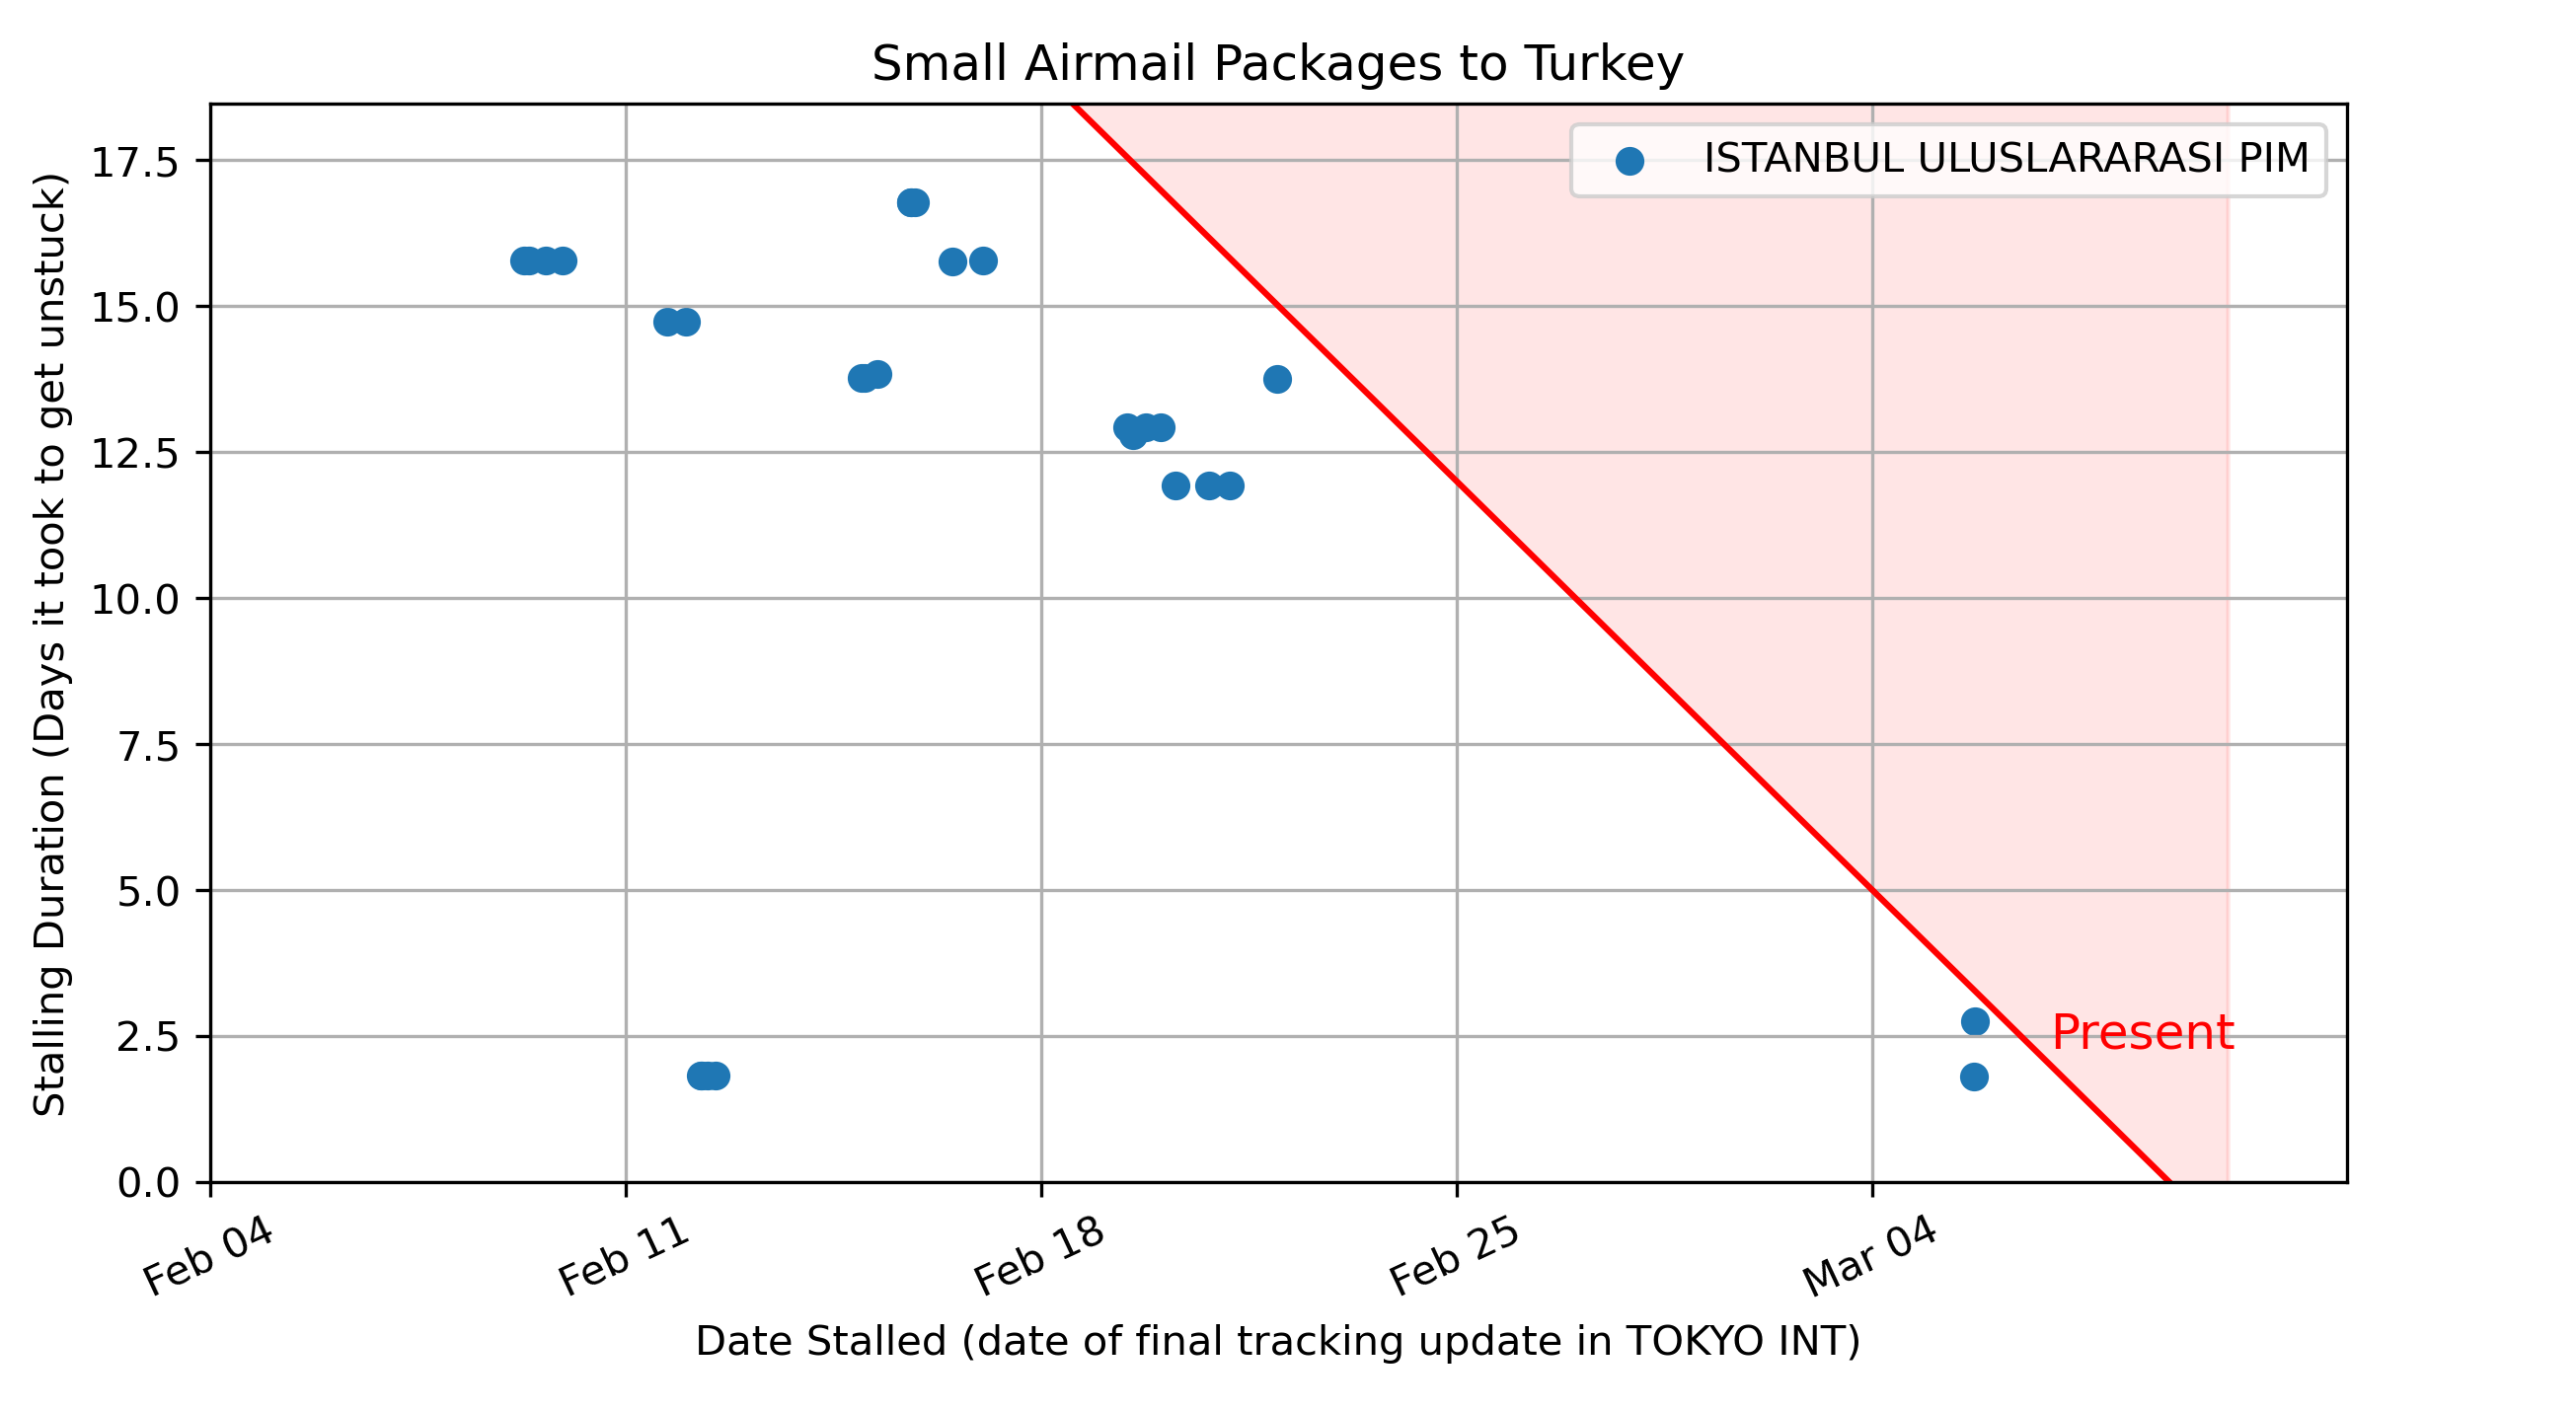 Small Airmail Packages to Turkey
ISTANBUL ULUSLARARASI PIM
Stalling Duration (Days it took to get unstuck)
17.5
15.0
12.5
10.0
7.5
5.0
2.5
0.0
Present
Feb 04
Feb 11
Feb 18
Feb 25
Mar 04
Date Stalled (date of final tracking update in TOKYO INT)